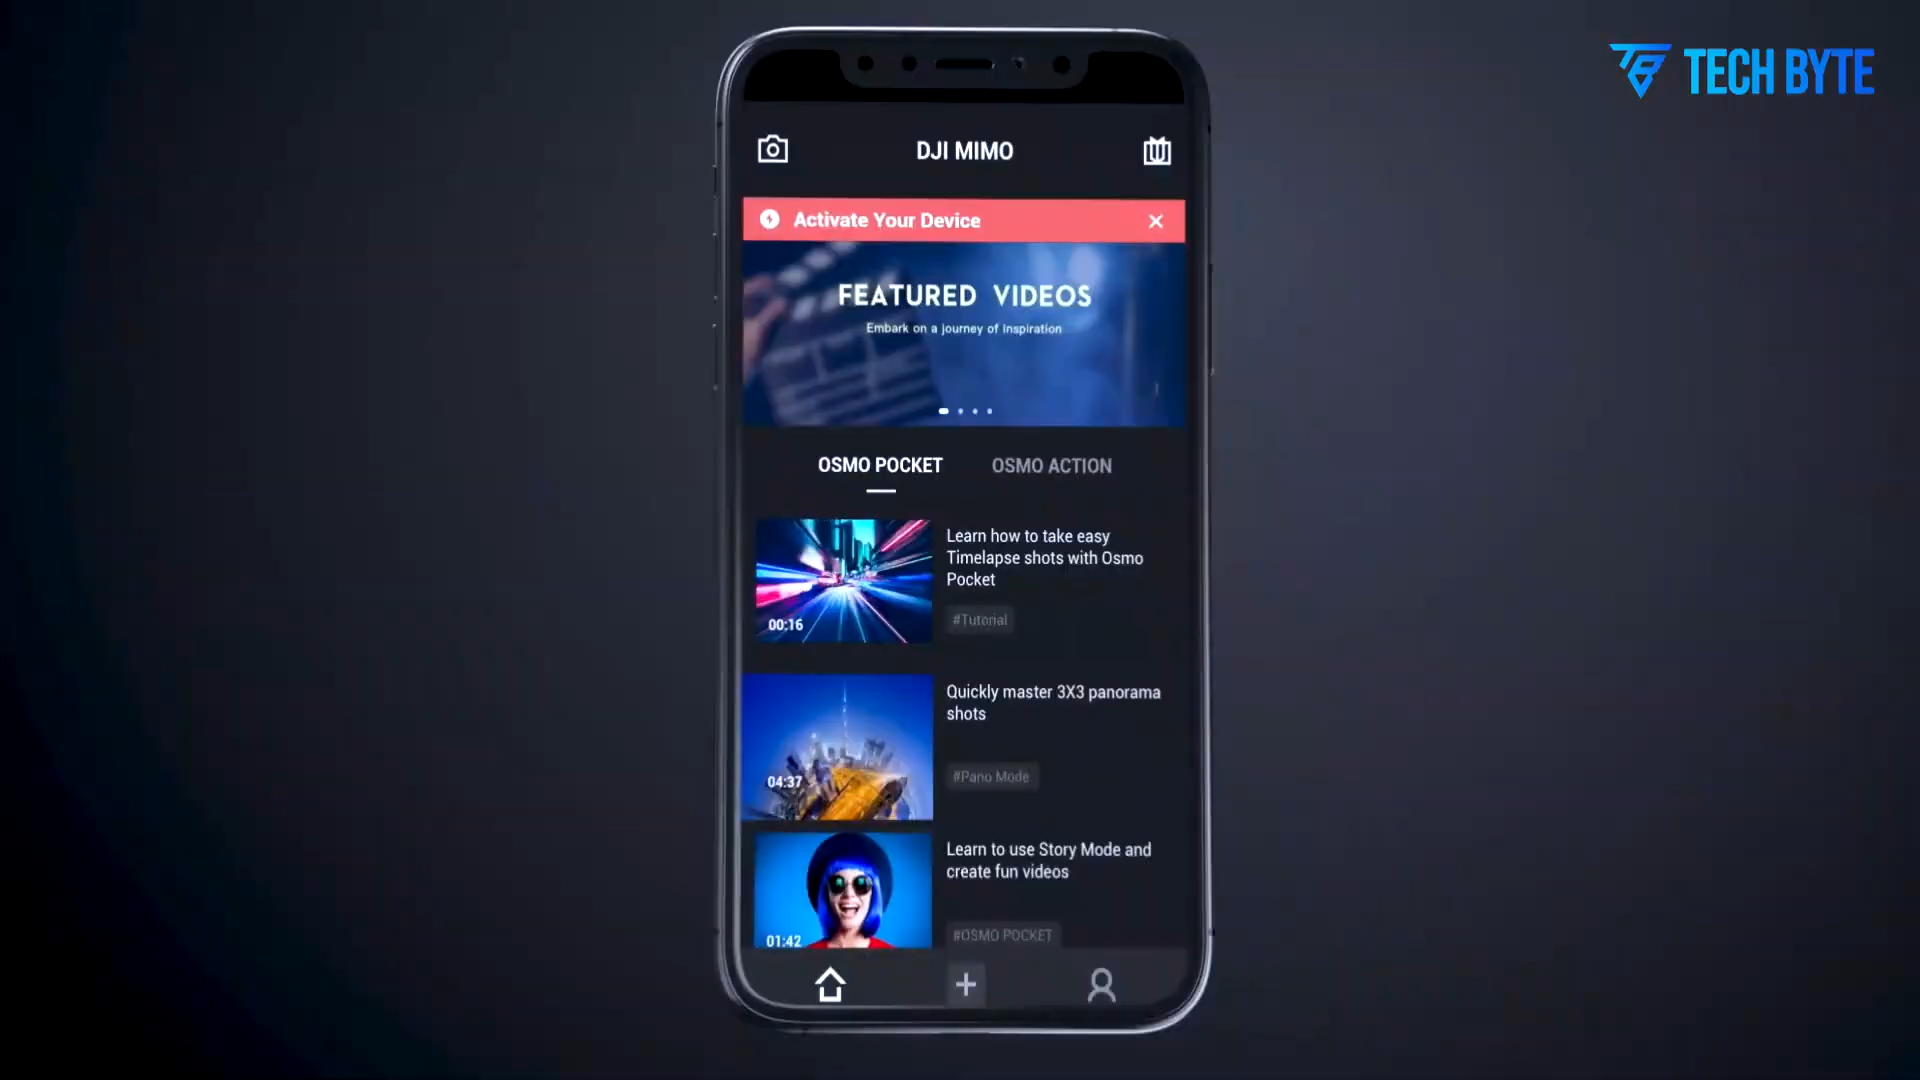 TECH BYTE
DJI MIMO
Activate Your Device
FEATURED VIDEOS
Embark on a journey of inspiration
OSMO POCKET
OSMO ACTION
Learn how to take easy
Timelapse shots with Osmo
Pocket
00:16
#Tutorial
Quickly master 3X3 panorama
shots
04:37
#Pano Mode
Learn to use Story Mode and
create fun videos
01:42
#OSMO POCKET